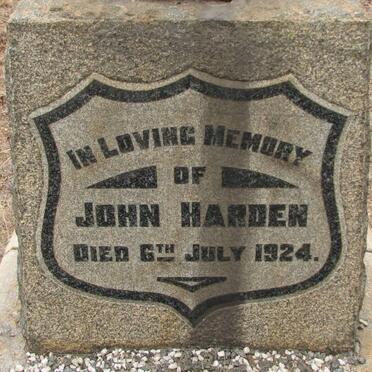 IN LOVING MEMORY
OF
JOHN HARDEN
DIED 6TH JULY 1924.